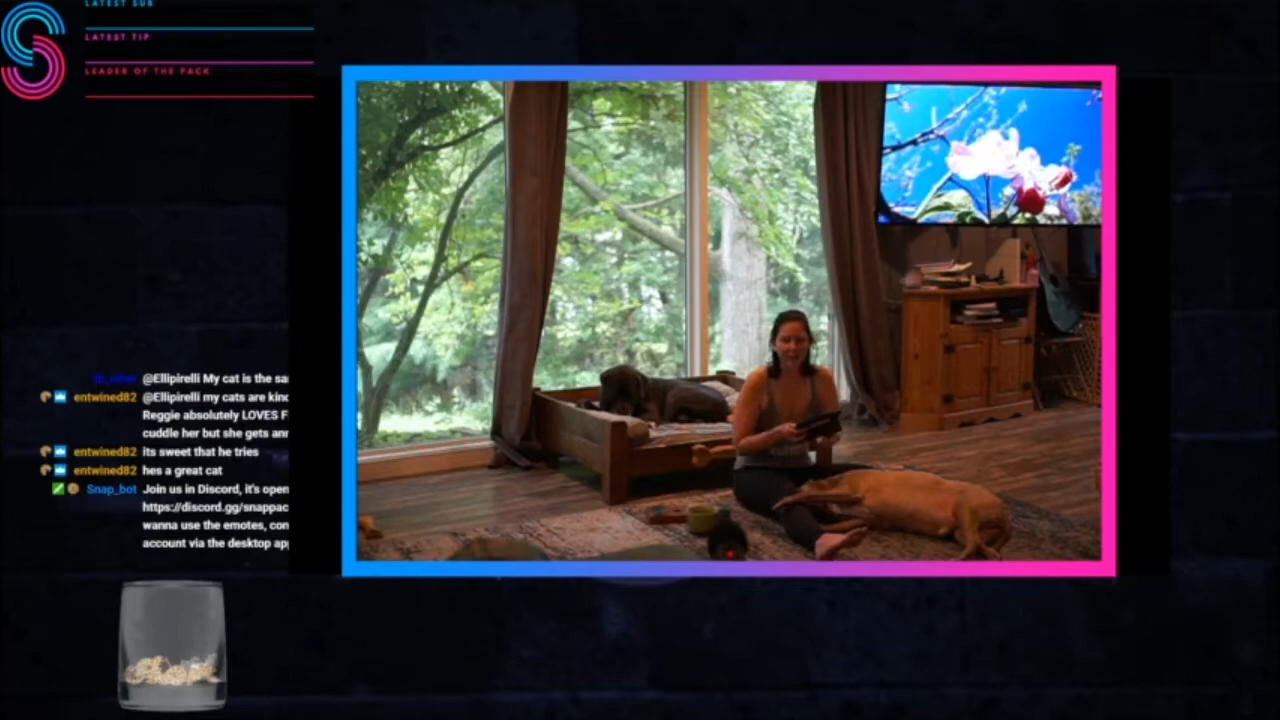 LATEST SUB
LATEST TIP
LEADER OF THE PACK
@Ellipirelli My cat is the sa
entwined82 @Ellipirelli my cats are kind
Reggie absolutely LOVES F
cuddle her but she gets ann
entwined82 its sweet that he tries
entwined82 hes a great cat
Snap_bot Join us in Discord, it's open
https://discord.gg/snappac
wanna use the emotes, con
account via the desktop ap